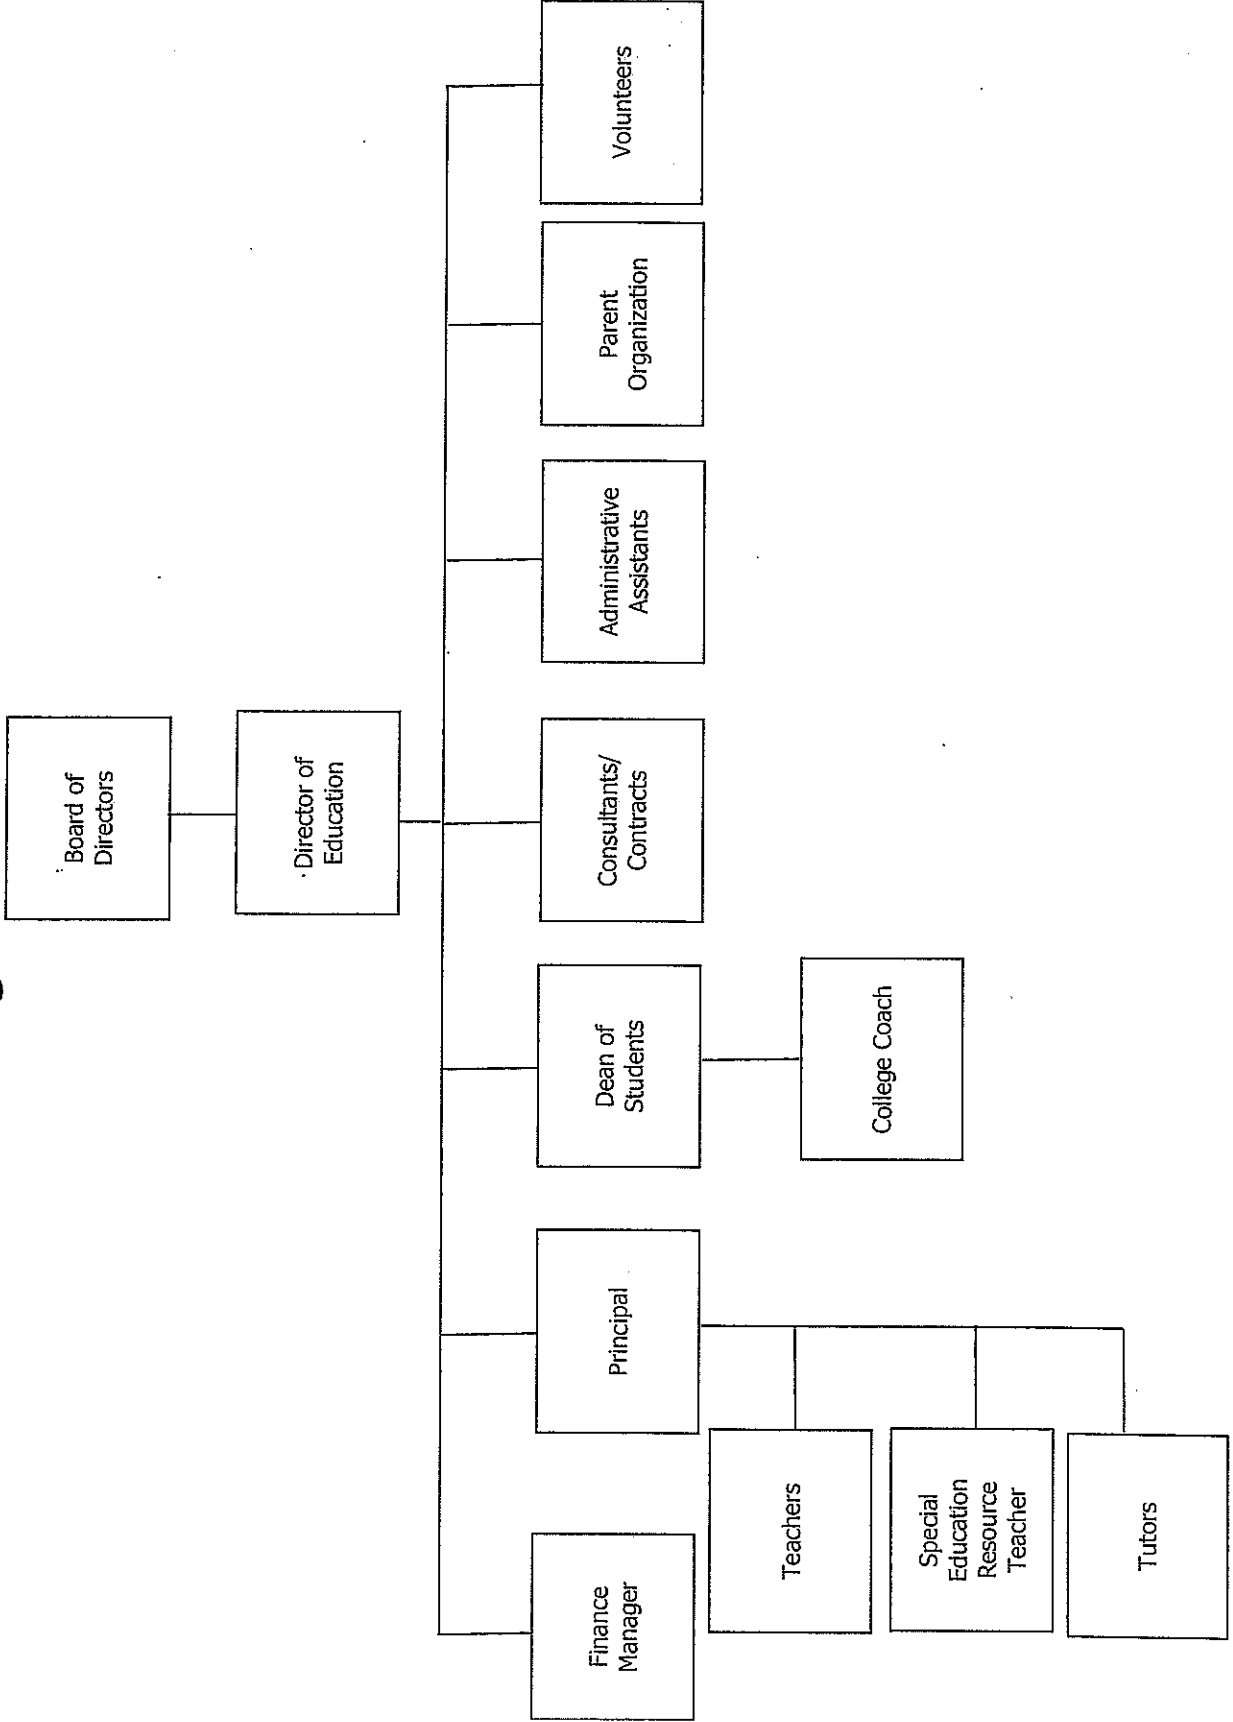 Board of
Directors
Director of
Education
Finance
Manager
Principal
Dean of
Students
Consultants/
Contracts
Administrative
Assistants
Parent
Organization
Volunteers
Teachers
Special
Education
Resource
Teacher
Tutors
College Coach